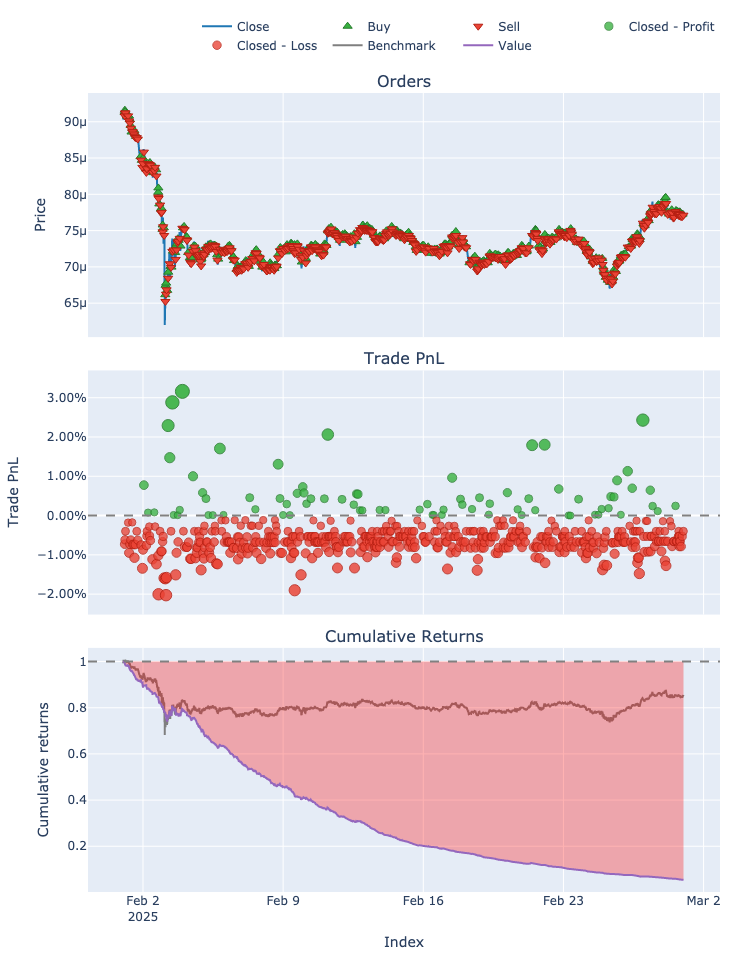 Close Buy Sell Closed - Profit
Closed - Loss Benchmark Value
Orders
90μ
85μ
80μ
75μ
70μ
65μ
Price
Trade PnL
3.00%
2.00%
1.00%
0.00%
−1.00%
−2.00%
Trade PnL
Cumulative Returns
1
0.8
0.6
0.4
0.2
Cumulative returns
Feb 2 Feb 9 Feb 16 Feb 23 Mar 2
2025
Index